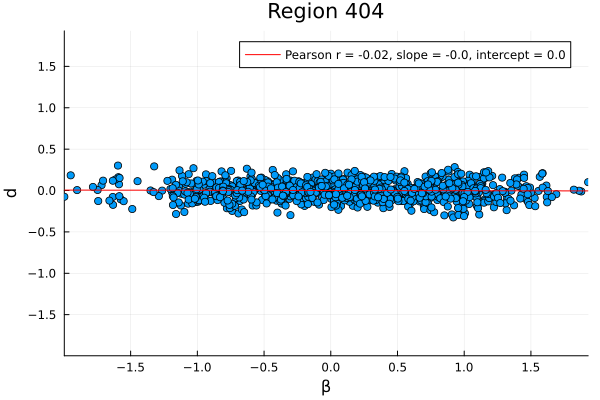 Region 404
Pearson r = -0.02, slope = -0.0, intercept = 0.0
1.5
1.0
0.5
0.0
−0.5
−1.0
−1.5
d
−1.5 −1.0 −0.5 0.0 0.5 1.0 1.5
β